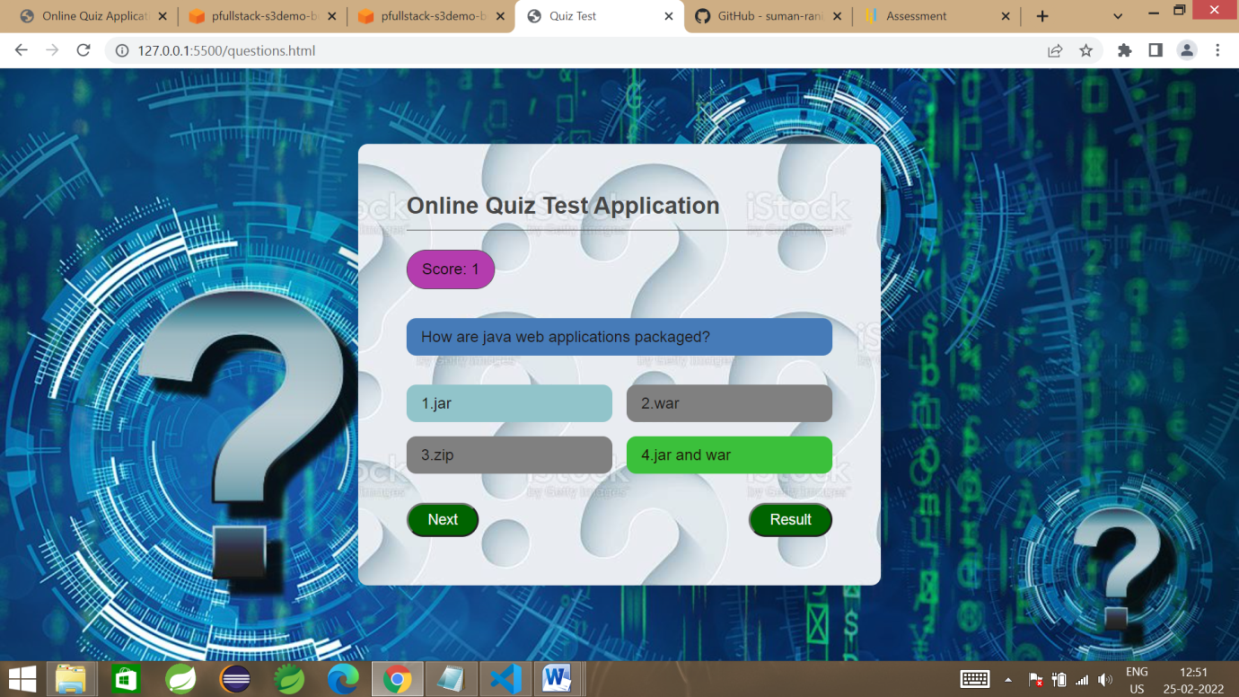 Online Quiz Applicati
pfullstack-s3demo-b
pfullstack-s3demo-b
Quiz Test
GitHub - suman-rani
Assessment
127.0.0.1:5500/questions.html
Online Quiz Test Application
iStock
by Getty Images
Score: 1
How are java web applications packaged?
1.jar
2.war
3.zip
4.jar and war
Next
Result
ENG
US
12:51
25-02-2022